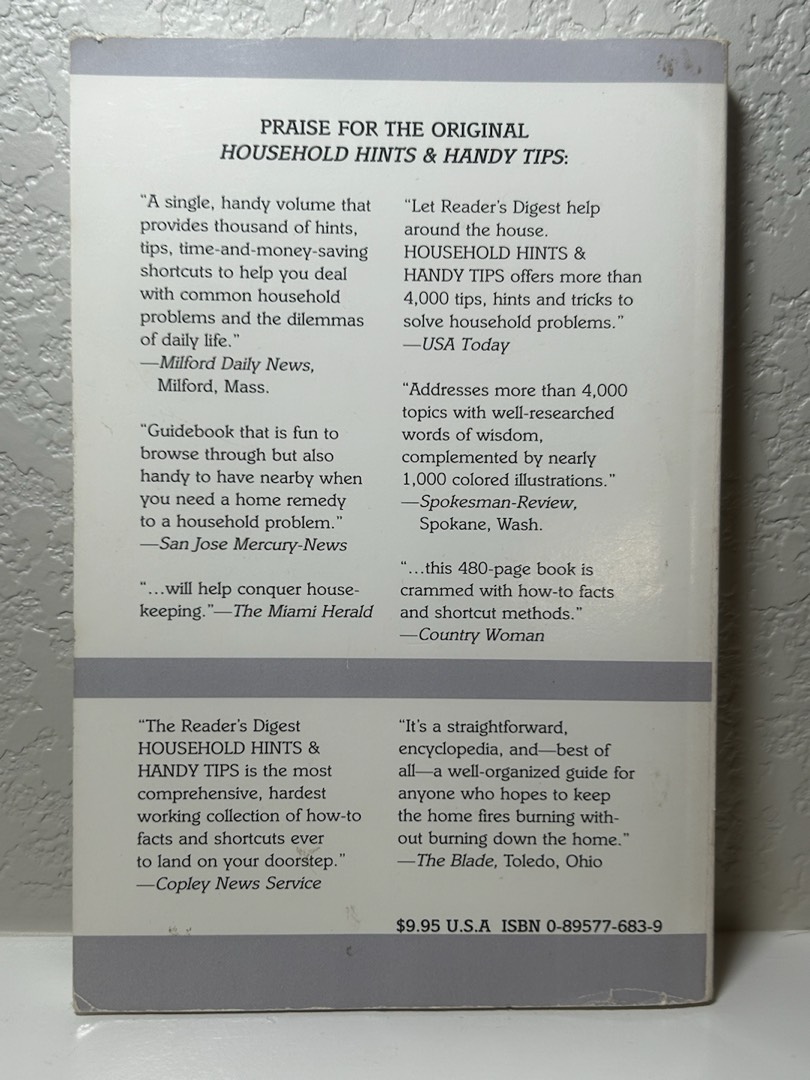 PRAISE FOR THE ORIGINAL
HOUSEHOLD HINTS & HANDY TIPS:
“A single, handy volume that
provides thousand of hints,
tips, time-and-money-saving
shortcuts to help you deal
with common household
problems and the dilemmas
of daily life.”
—Milford Daily News,
Milford, Mass.
“Guidebook that is fun to
browse through but also
handy to have nearby when
you need a home remedy
to a household problem.”
—San Jose Mercury-News
“...will help conquer house-
keeping.”—The Miami Herald
“Let Reader's Digest help
around the house.
HOUSEHOLD HINTS &
HANDY TIPS offers more than
4,000 tips, hints and tricks to
solve household problems.”
—USA Today
“Addresses more than 4,000
topics with well-researched
words of wisdom,
complemented by nearly
1,000 colored illustrations.”
—Spokesman-Review,
Spokane, Wash.
“...this 480-page book is
crammed with how-to facts
and shortcut methods.”
—Country Woman
“The Reader's Digest
HOUSEHOLD HINTS &
HANDY TIPS is the most
comprehensive, hardest
working collection of how-to
facts and shortcuts ever
to land on your doorstep.”
—Copley News Service
“It's a straightforward,
encyclopedia, and—best of
all—a well-organized guide for
anyone who hopes to keep
the home fires burning with-
out burning down the home.”
—The Blade, Toledo, Ohio
$9.95 U.S.A ISBN 0-89577-683-9